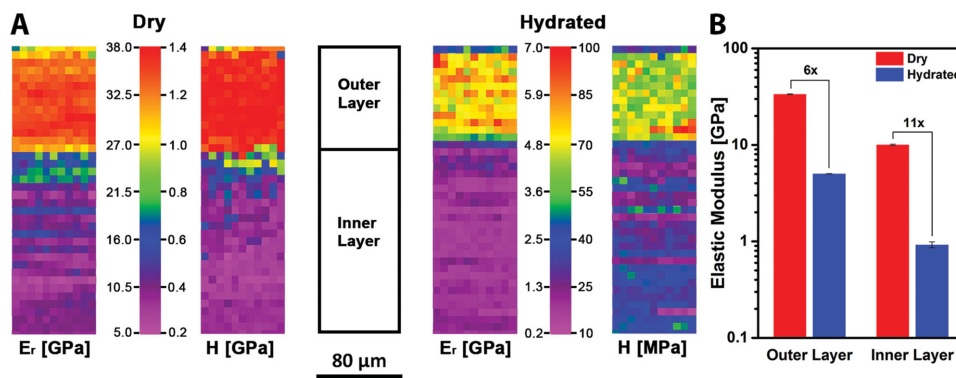 A
Dry
Hydrated
B
38.0 1.4
32.5 1.2
27.0 1.0
21.5 0.8
16.0 0.6
10.5 0.4
5.0 0.2
Er [GPa]
H [GPa]
Outer
Layer
Inner
Layer
80 µm
7.0 100
5.9 85
4.8 70
3.6 55
2.5 40
1.3 25
0.2 10
Er [GPa]
H [MPa]
Elastic Modulus [GPa]
100
10
1
0.1
Dry
Hydrated
6x
11x
Outer Layer
Inner Layer